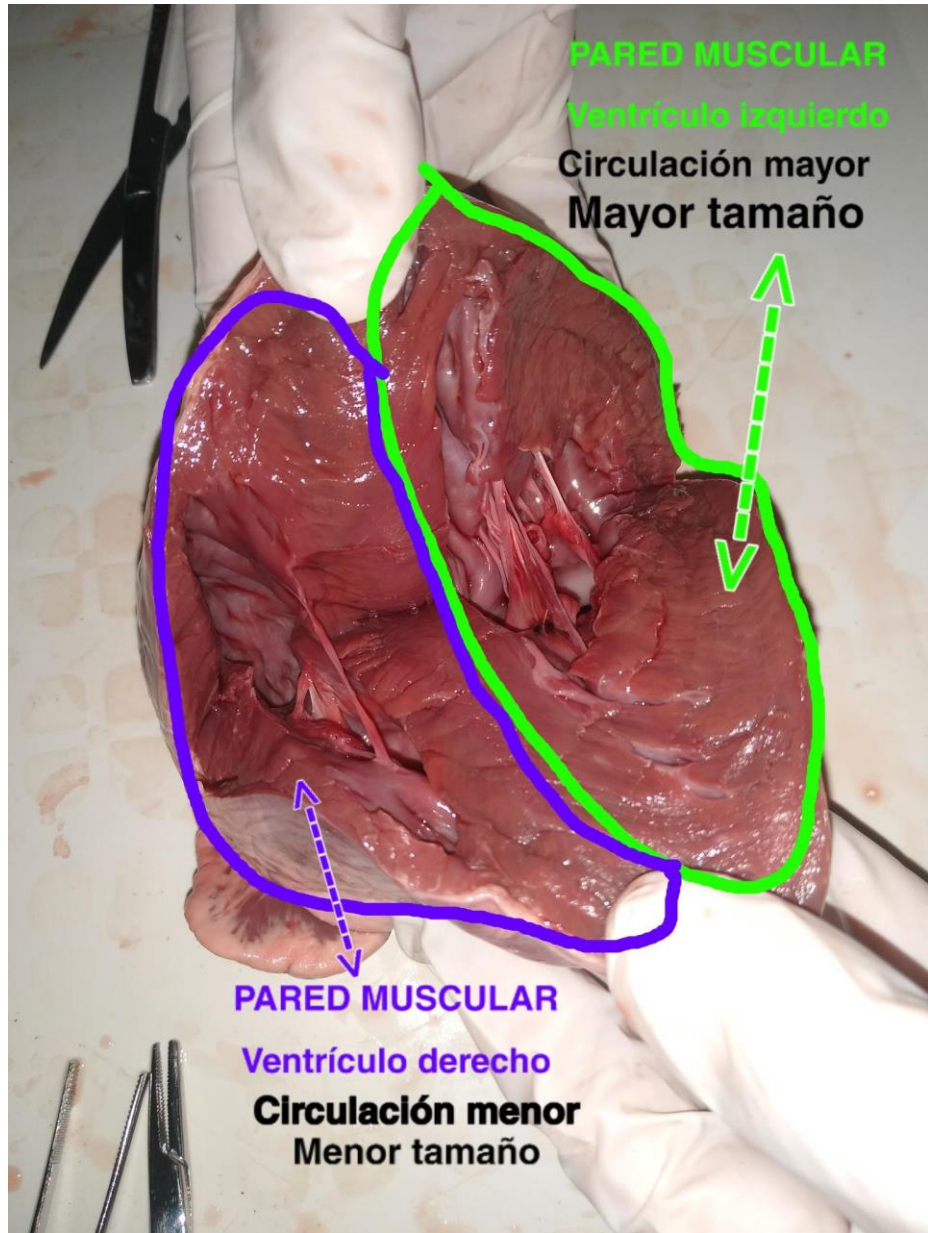 PARED MUSCULAR
Ventrículo izquierdo
Circulación mayor
Mayor tamaño
PARED MUSCULAR
Ventrículo derecho
Circulación menor
Menor tamaño